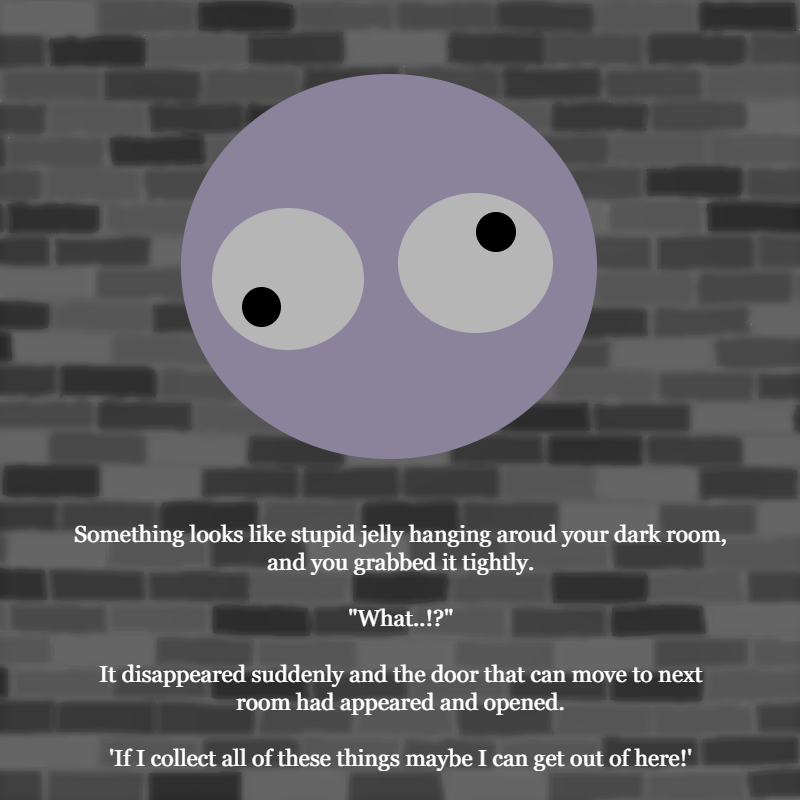 Something looks like stupid jelly hanging aroud your dark room,
and you grabbed it tightly.
"What..!?"
It disappeared suddenly and the door that can move to next
room had appeared and opened.
'If I collect all of these things maybe I can get out of here!'